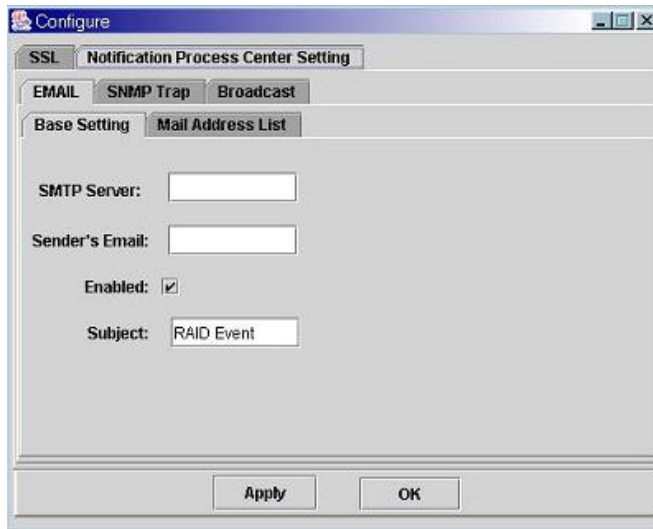 Configure
SSL Notification Process Center Setting
EMAIL SNMP Trap Broadcast
Base Setting Mail Address List
SMTP Server:
Sender's Email:
Enabled:
Subject: RAID Event
Apply OK